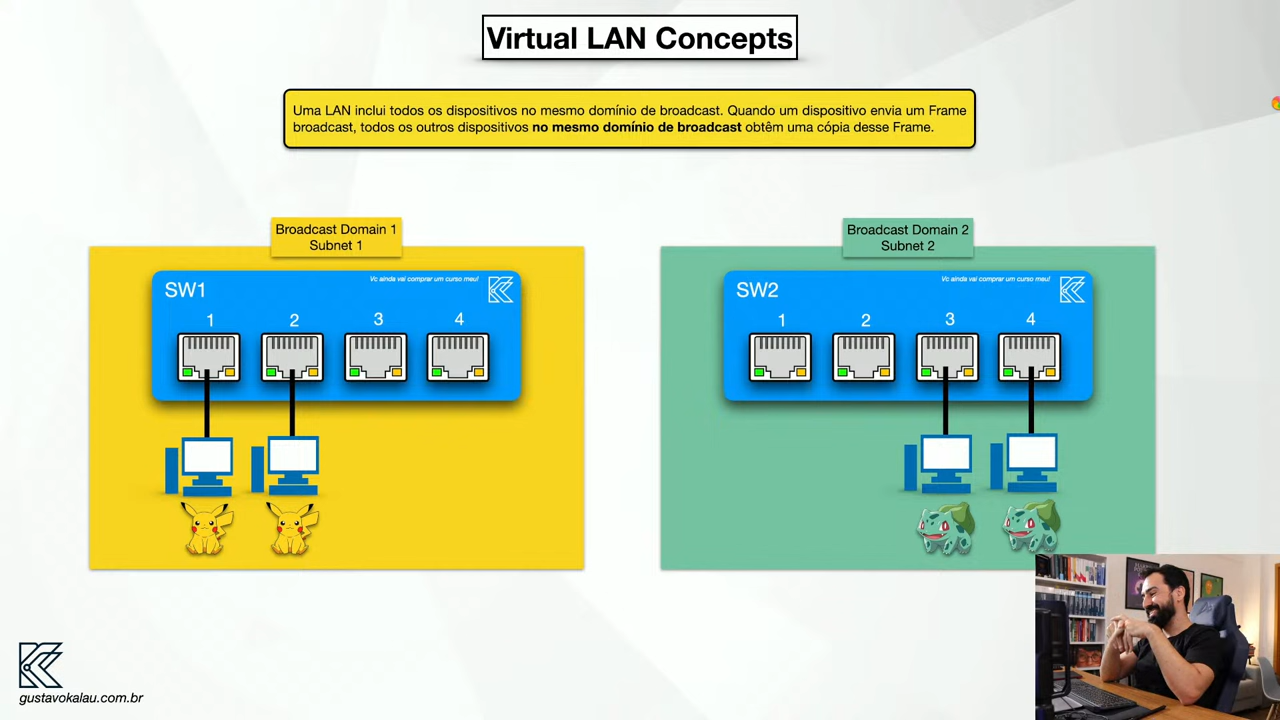 Virtual LAN Concepts
Uma LAN inclui todos os dispositivos no mesmo domínio de broadcast. Quando um dispositivo envia um Frame
broadcast, todos os outros dispositivos no mesmo domínio de broadcast obtêm uma cópia desse Frame.
Broadcast Domain 1
Subnet 1
SW1
Vc ainda vai comprar um curso meu!
1 2 3 4
Broadcast Domain 2
Subnet 2
SW2
Vc ainda vai comprar um curso meu!
1 2 3 4
gustavokalau.com.br